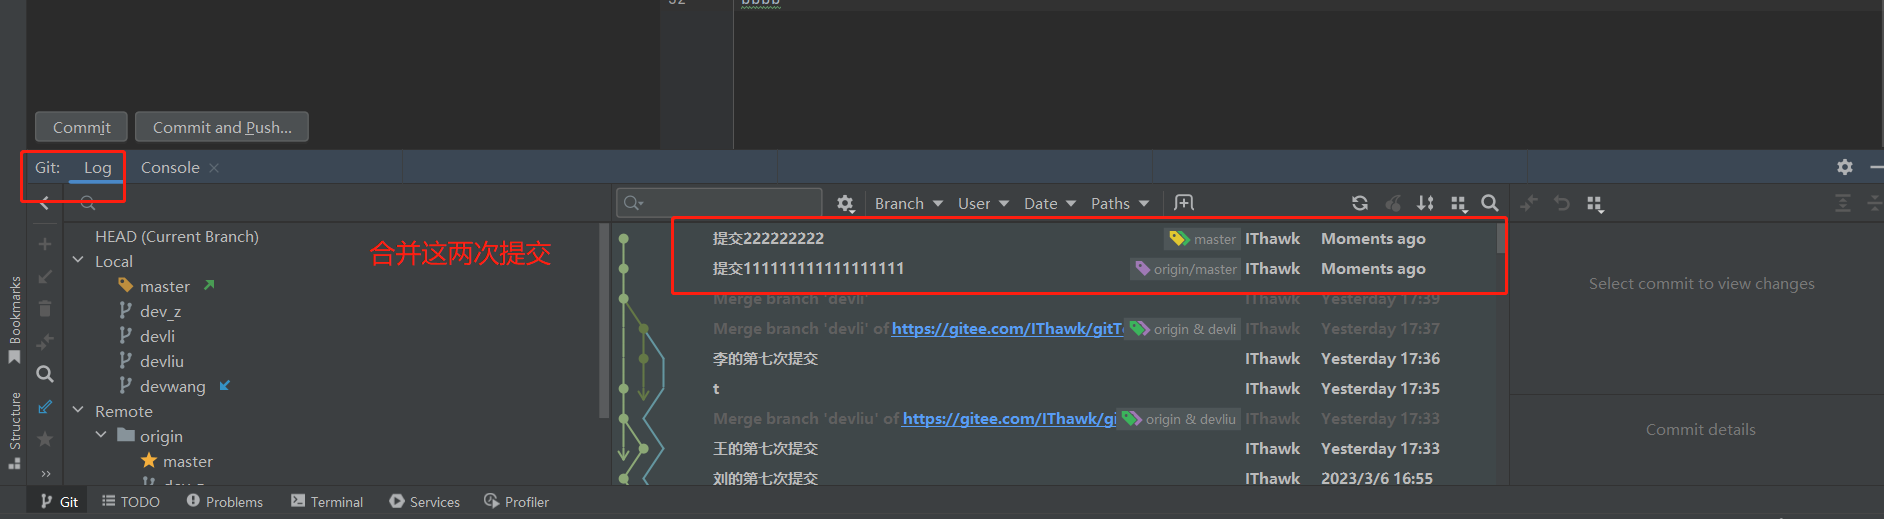 32 bbbb
Commit Commit and Push...
Git: Log Console
Branch User Date Paths
HEAD (Current Branch)
Local
master
dev_z
devli
devliu
devwang
Remote
origin
master
合并这两次提交
提交222222222 master IThawk Moments ago
提交111111111111111111 origin/master IThawk Moments ago
Merge branch 'devli' IThawk Yesterday 17:39
Merge branch 'devli' of https://gitee.com/IThawk/gitT origin & devli IThawk Yesterday 17:37
李的第七次提交 IThawk Yesterday 17:36
t IThawk Yesterday 17:35
Merge branch 'devliu' of https://gitee.com/IThawk/gi origin & devliu IThawk Yesterday 17:33
王的第七次提交 IThawk Yesterday 17:33
刘的第七次提交 IThawk 2023/3/6 16:55
Select commit to view changes
Commit details
Bookmarks
Structure
Git TODO Problems Terminal Services Profiler